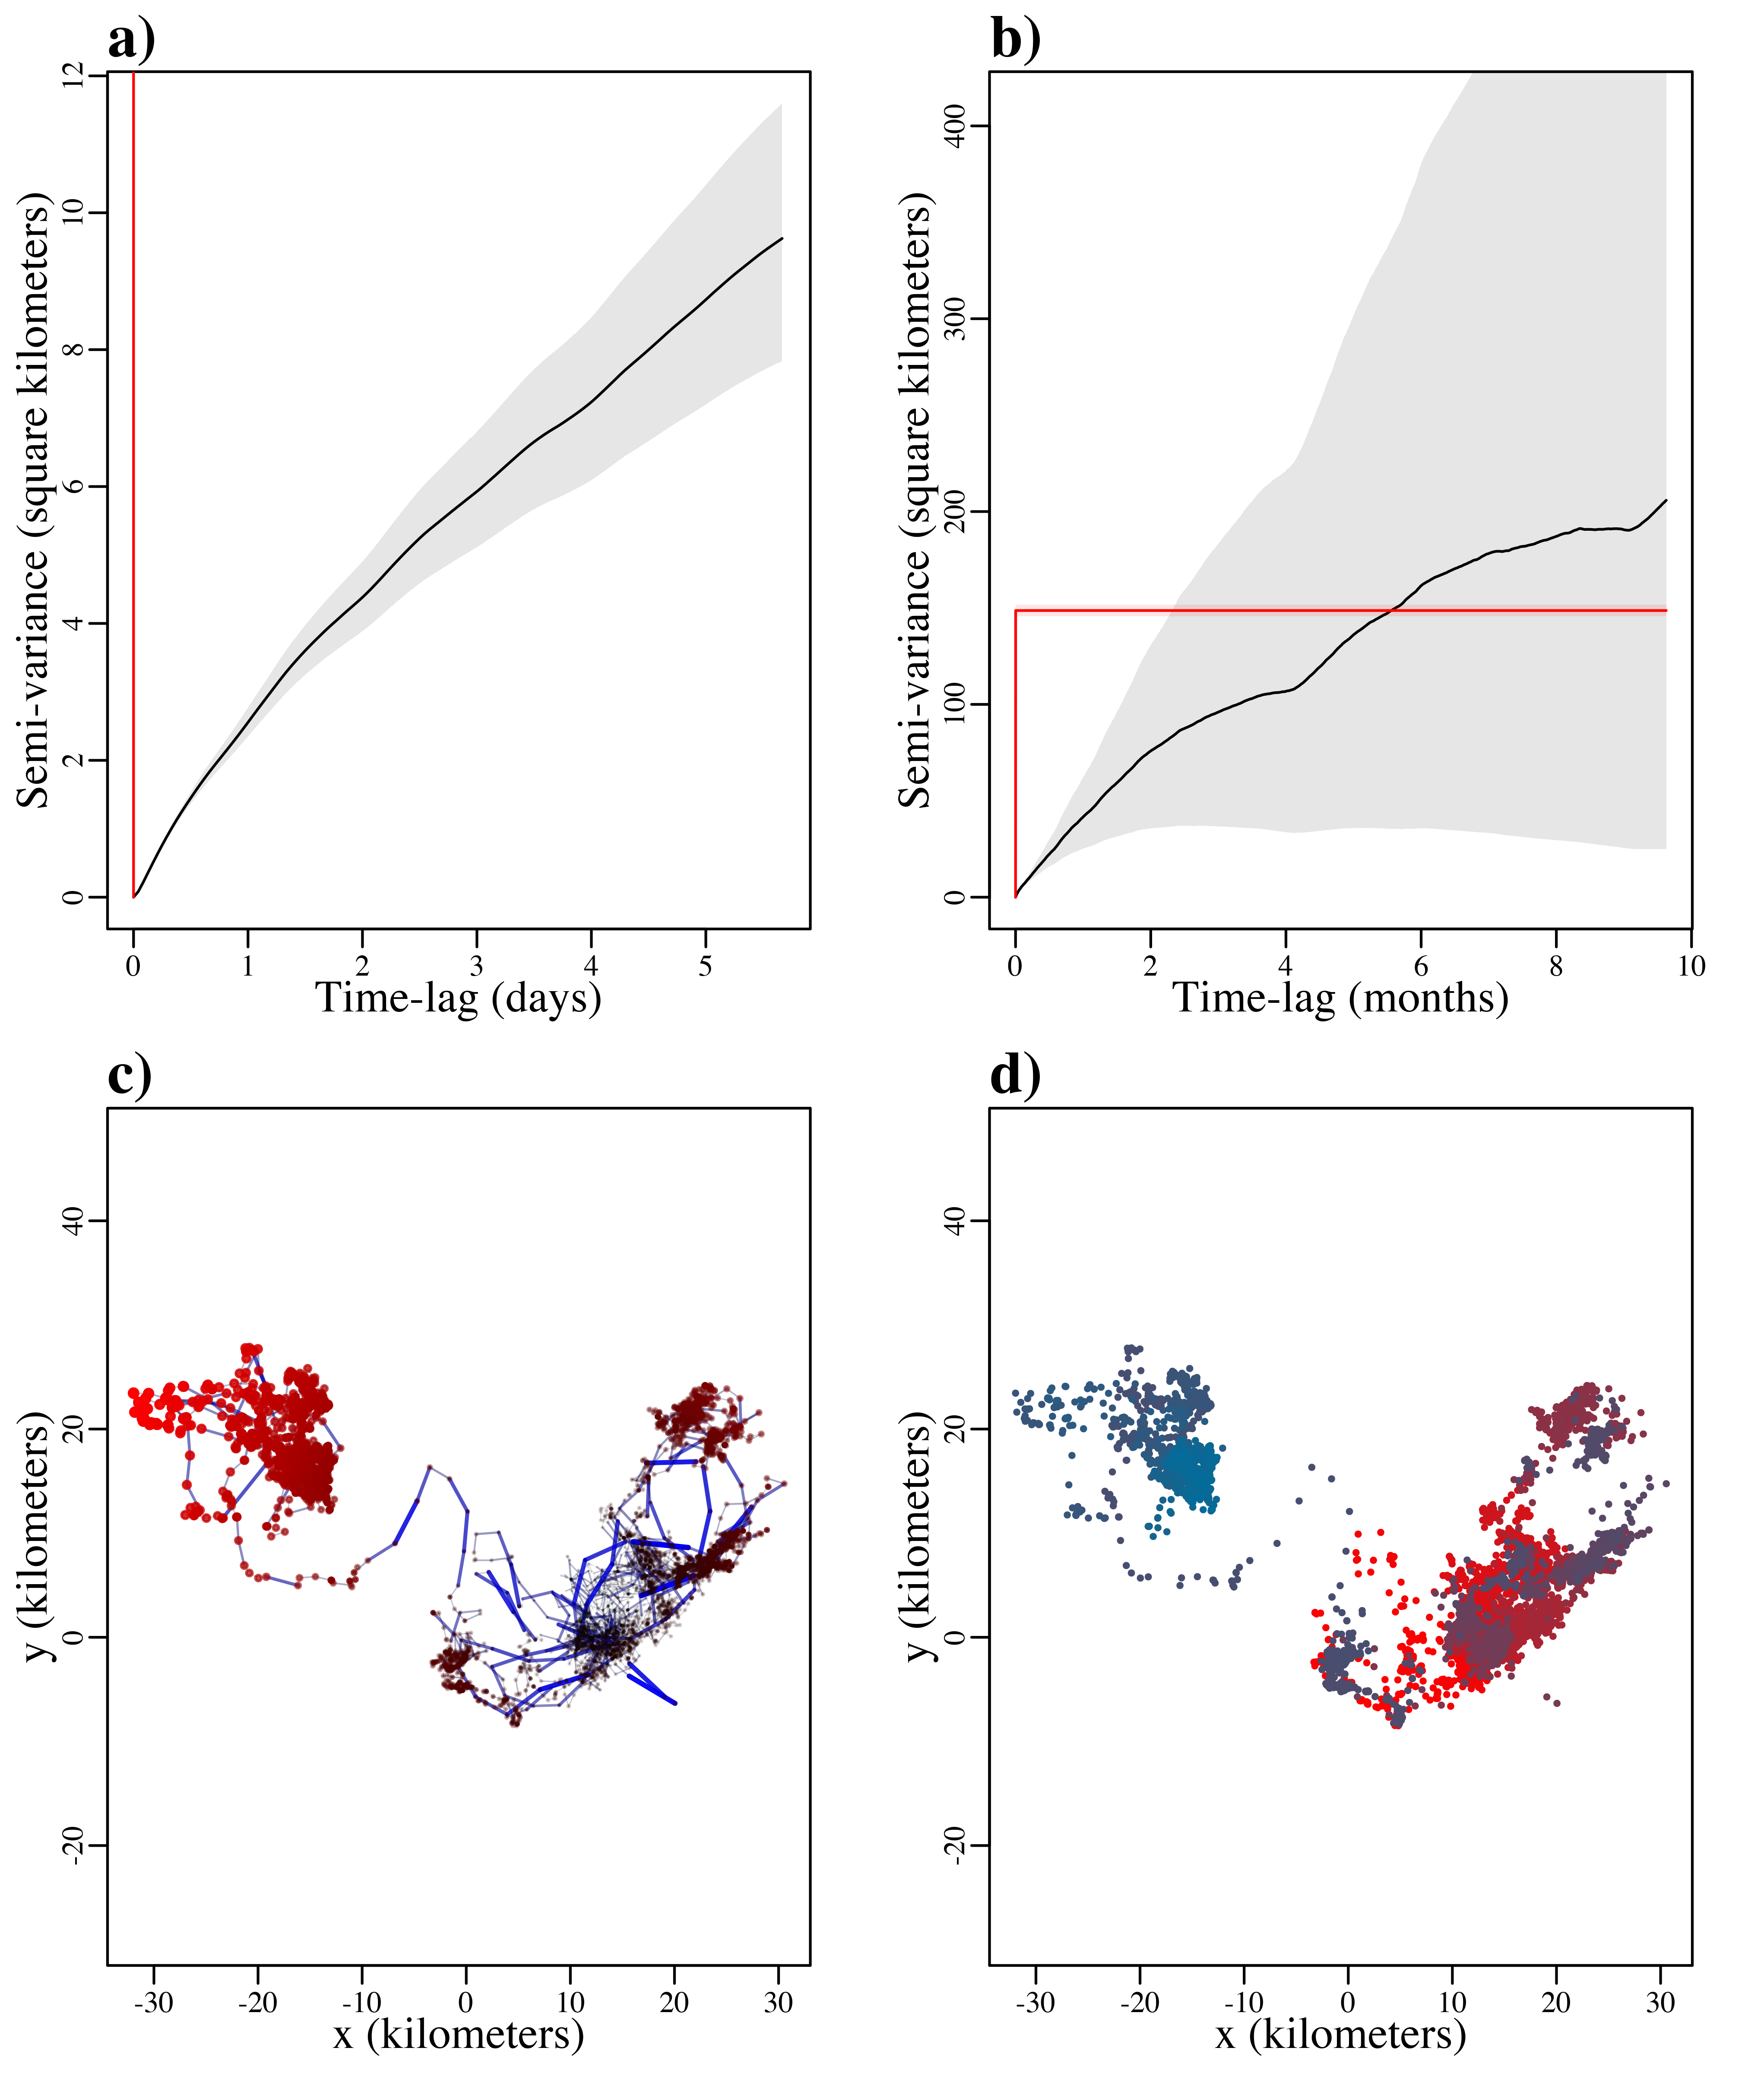 a)
Semi-variance (square kilometers)
12
10
8
6
4
2
0
0 1 2 3 4 5
Time-lag (days)
b)
Semi-variance (square kilometers)
400
300
200
100
0
0 2 4 6 8 10
Time-lag (months)
c)
y (kilometers)
40
20
0
-20
-30 -20 -10 0 10 20 30
x (kilometers)
d)
y (kilometers)
40
20
0
-20
-30 -20 -10 0 10 20 30
x (kilometers)